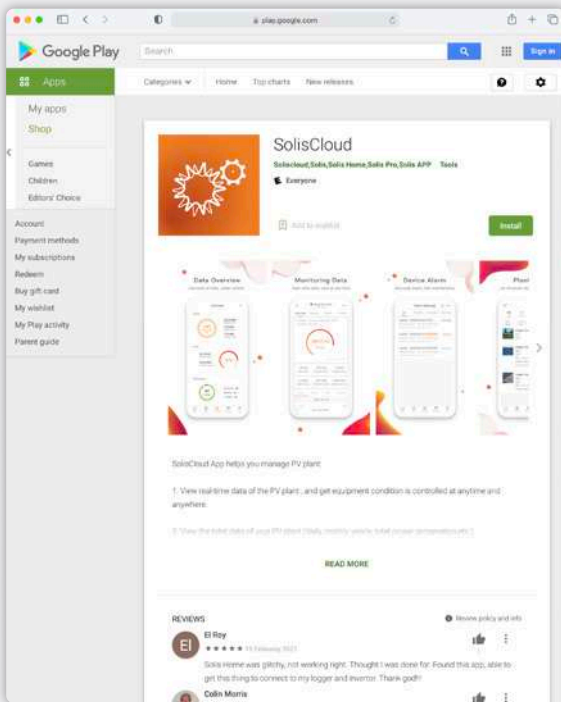 play.google.com
Google Play
Search
Sign in
Apps
Categories
Home
Top charts
New releases
My apps
Shop
Games
Children
Editors' Choice
Account
Payment methods
My subscriptions
Redeem
Buy gift card
My wishlist
My Play activity
Parent guide
SolisCloud
Soliscloud,Solis,Solis Home,Solis Pro,Solis APP Tools
Everyone
Add to wishlist
Install
Data Overview
Monitoring Data
Device Alarm
Plant
SolisCloud App helps you manage PV plant
1. View real-time data of the PV plant , and get equipment condition is controlled at anytime and
anywhere.
READ MORE
REVIEWS
Review policy and info
El Roy
February 2021
Solis Home was glitchy, not working right. Thought I was done for. Found this app, able to
get this thing to connect to my logger and inverter. Thank god!!
Colin Morris